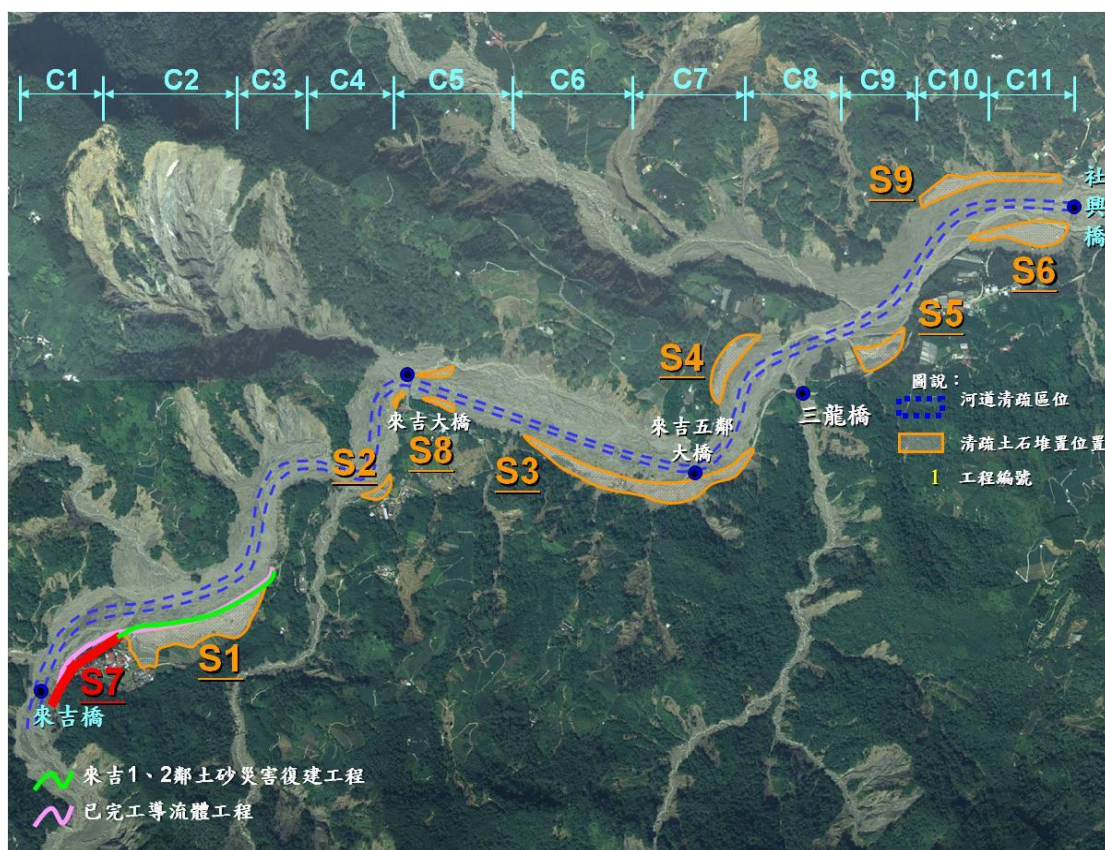 C1 C2 C3 C4 C5 C6 C7 C8 C9 C10 C11
S9
社興橋
S6
S5
S4
圖說：
河道清疏區位
來吉大橋
來吉五鄰大橋
三龍橋
S8
S2
S3
清疏土石堆置位置
1 工程編號
S1
S7
來吉橋
來吉1、2鄰土砂災害復建工程
已完工導流體工程